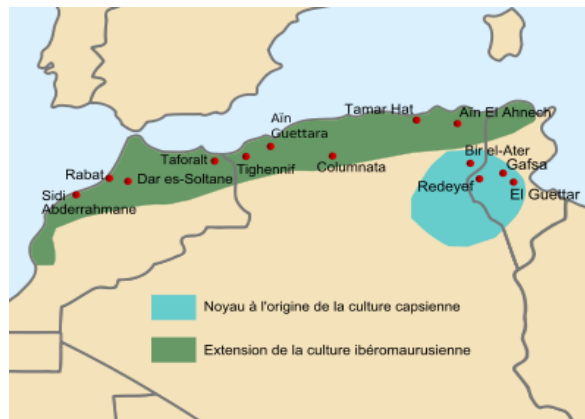 Tamar Hat
Aïn El Ahnech
Aïn
Guettara
Taforalt
Tighennif
Columnata
Bir el-Ater
Gafsa
Redeyef
El Guettar
Rabat
Dar es-Soltane
Sidi
Abderrahmane
Noyau à l'origine de la culture capsienne
Extension de la culture ibéromaurusienne